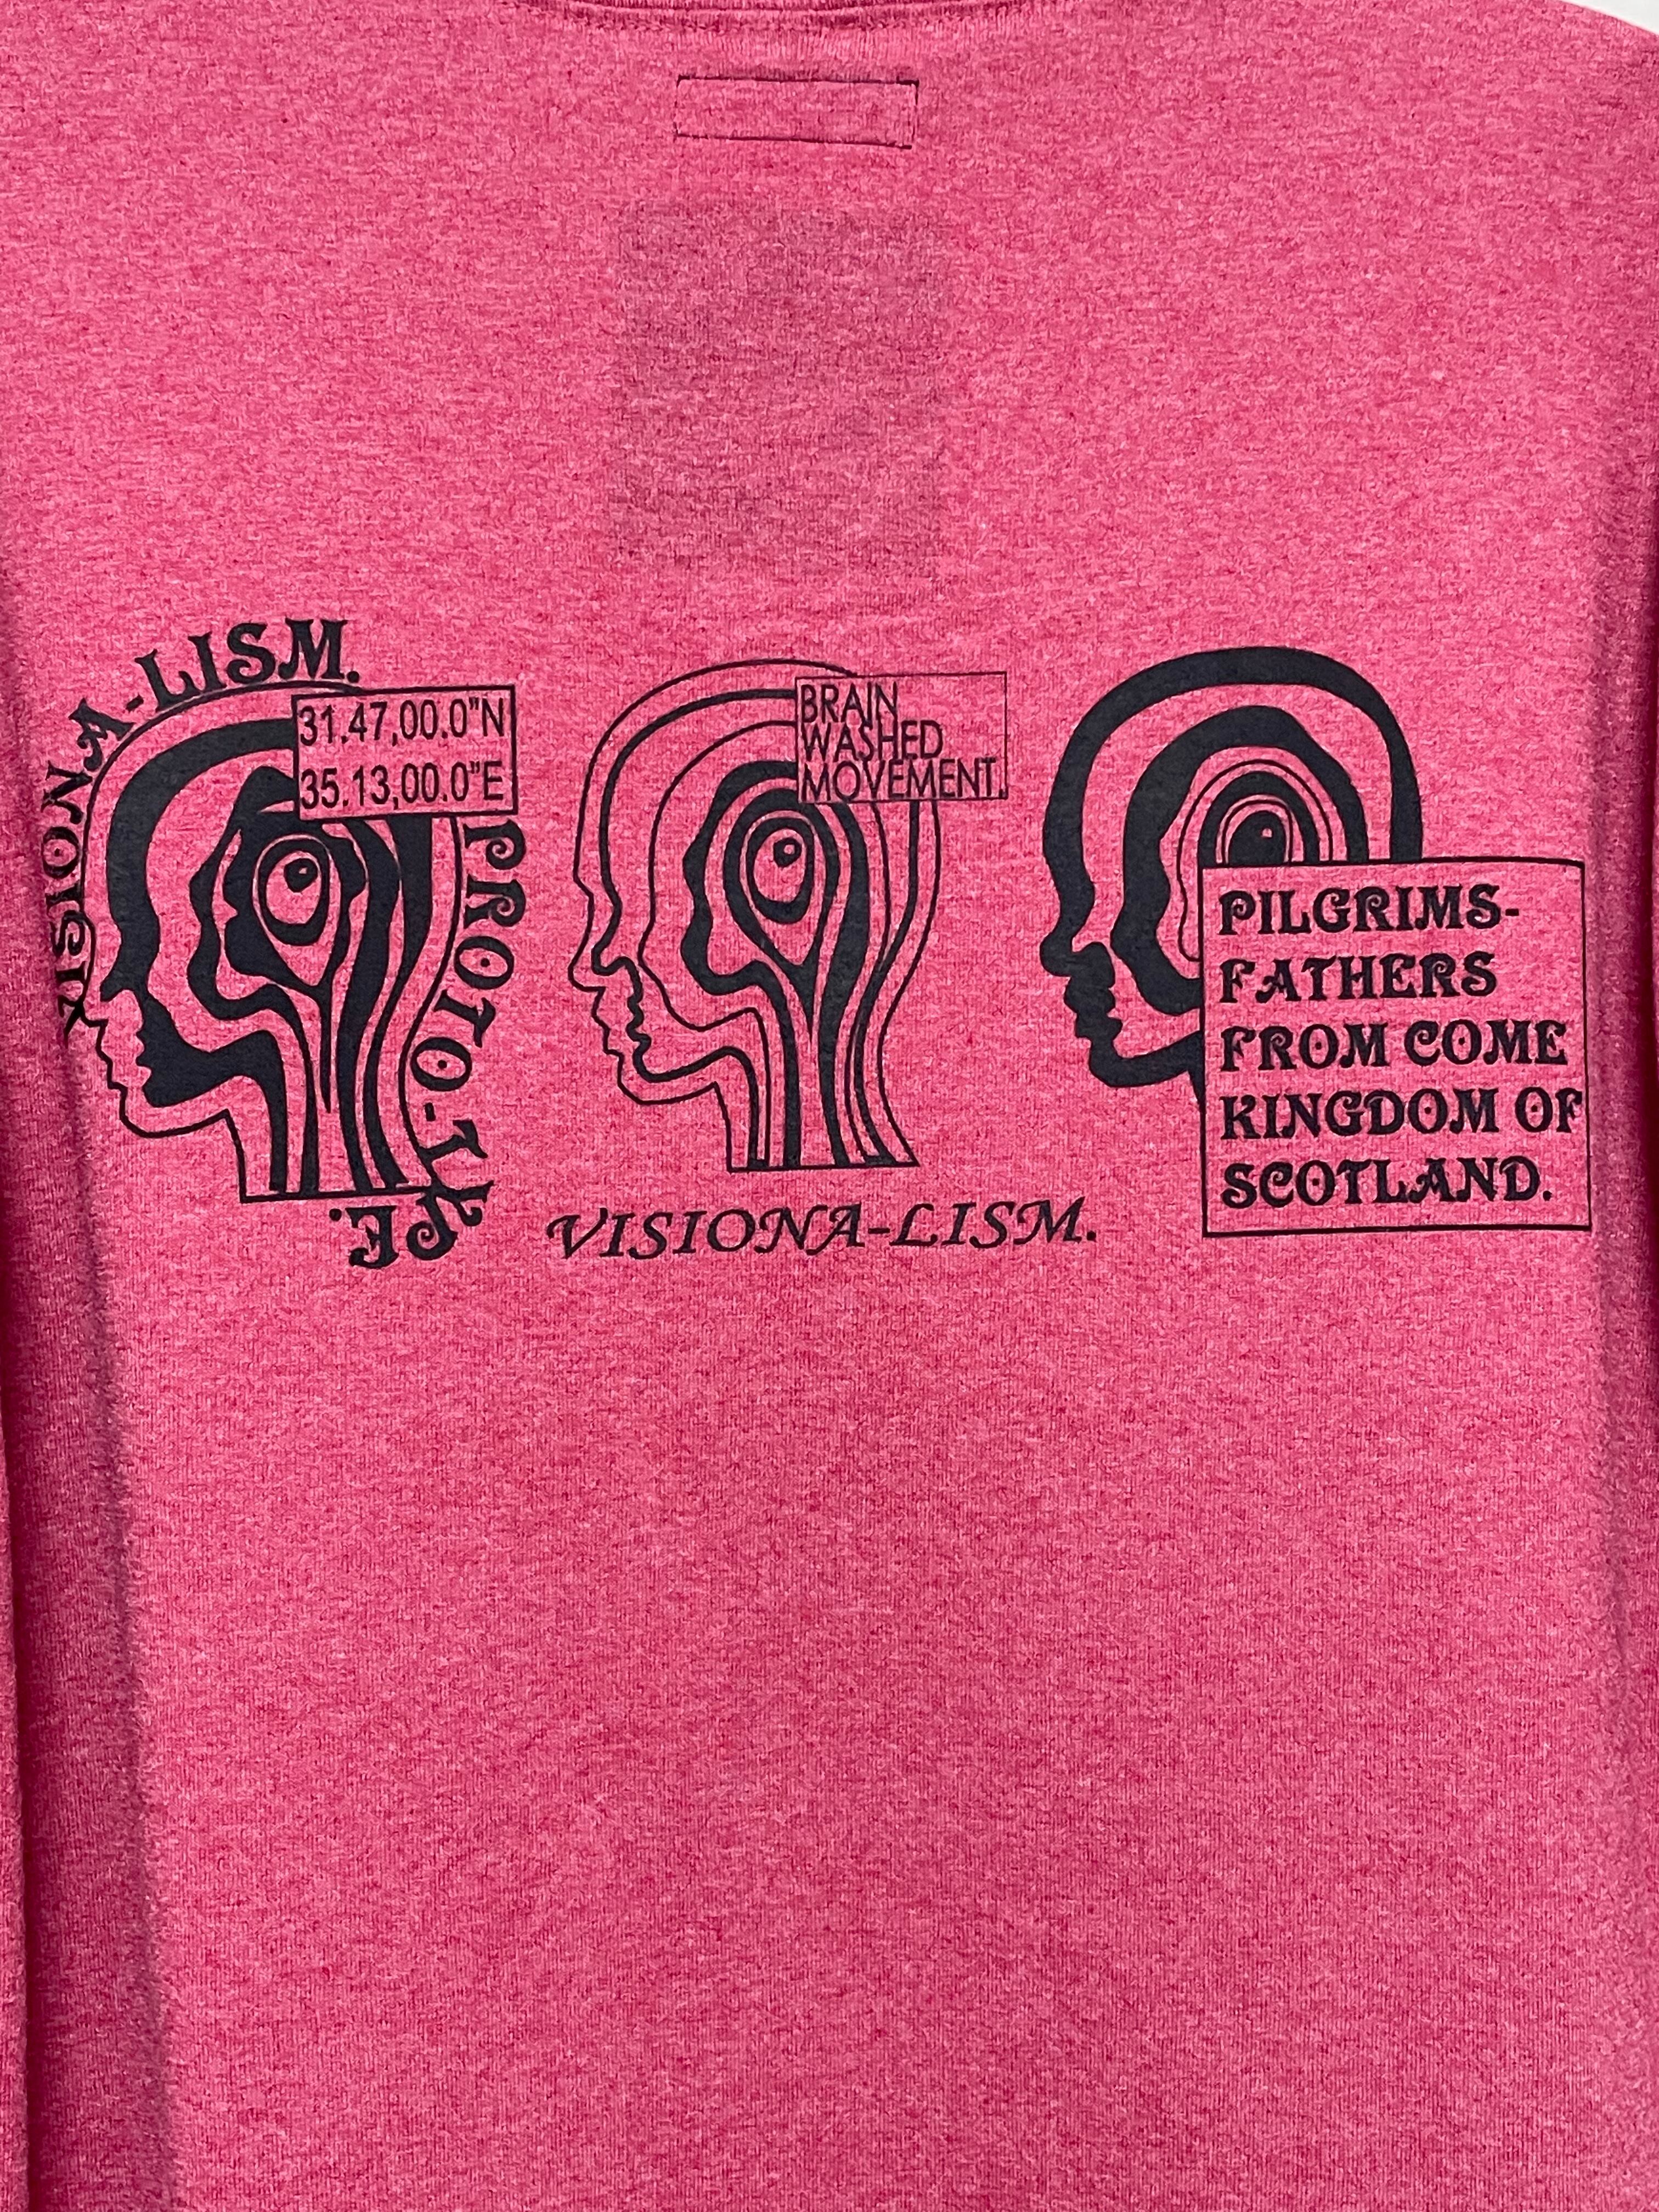 VISIONA-LISM.
31.47,00.0"N
35.13,00.0"E
PROTO-TYPE.
BRAIN
WASHED
MOVEMENT.
VISIONA-LISM.
PILGRIMS-
FATHERS
FROM COME
KINGDOM OF
SCOTLAND.